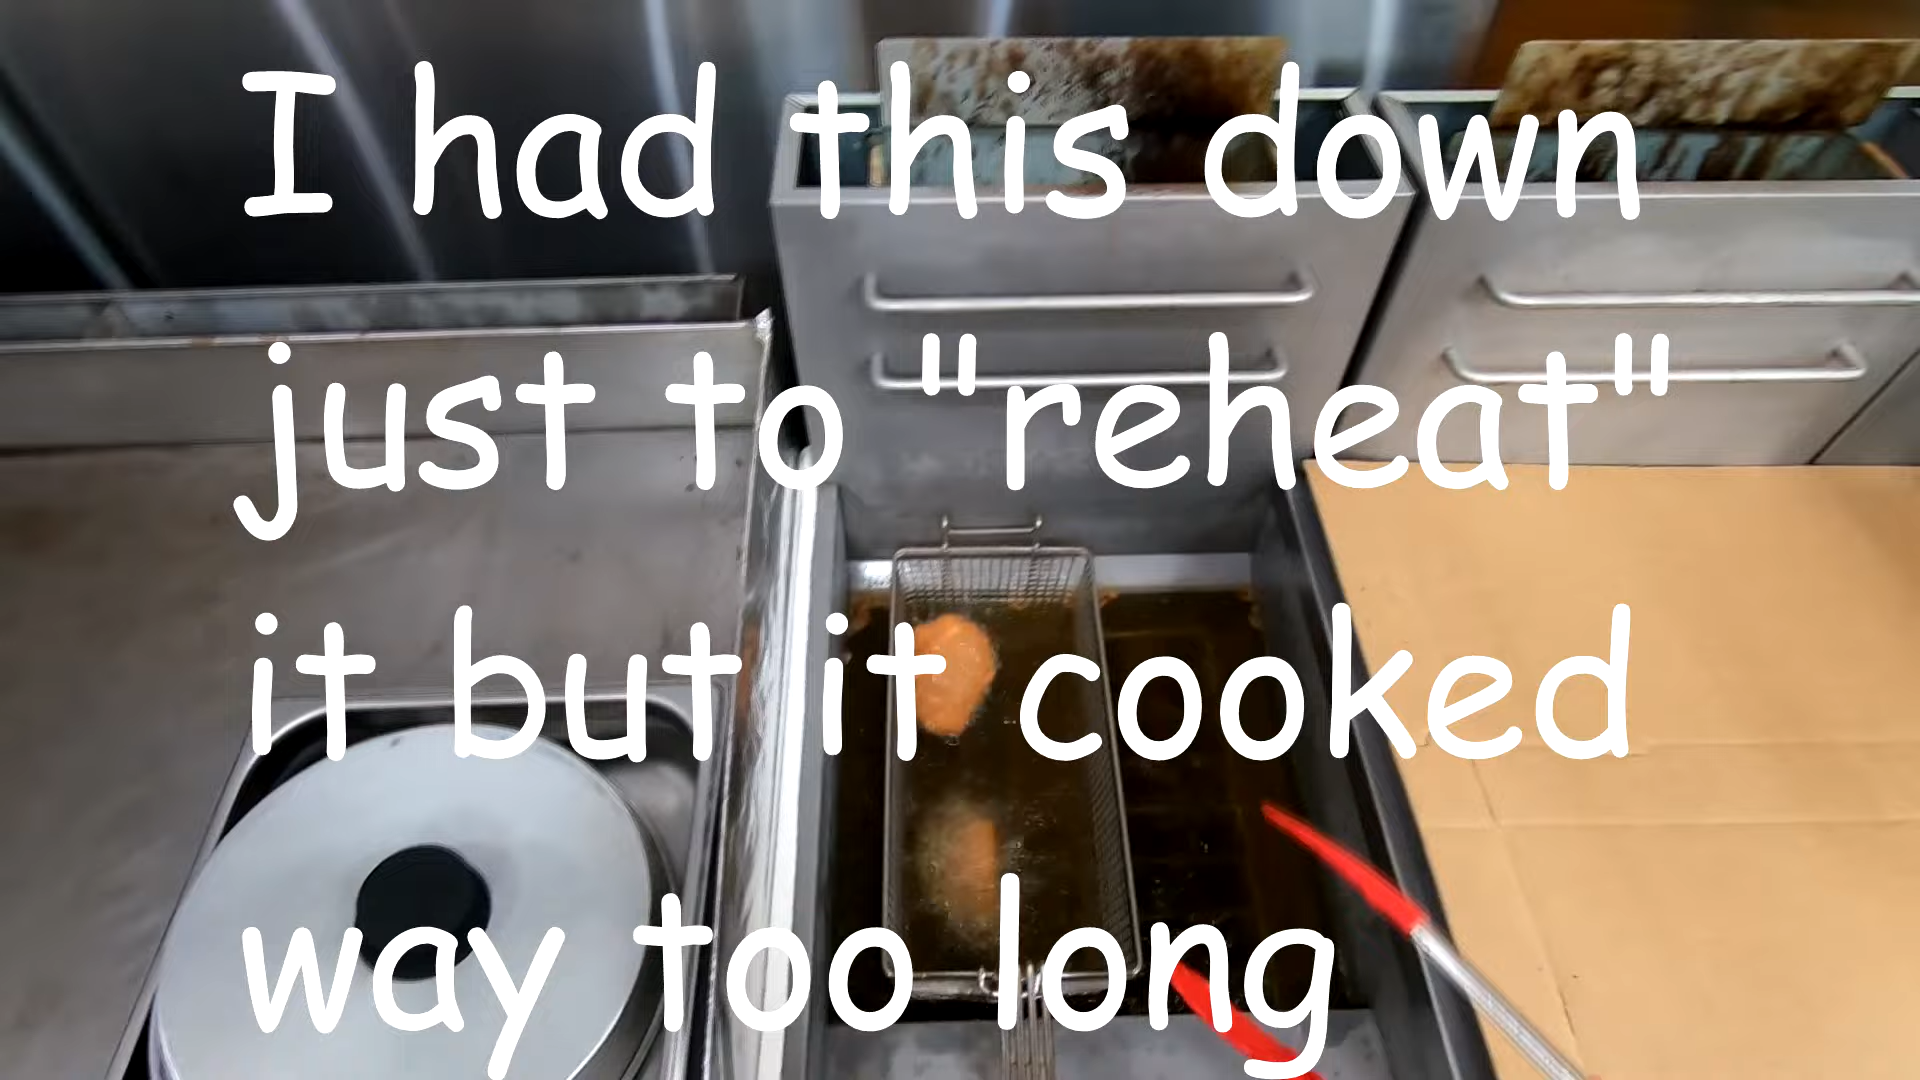 I had this down
just to "reheat"
it but it cooked
way too long